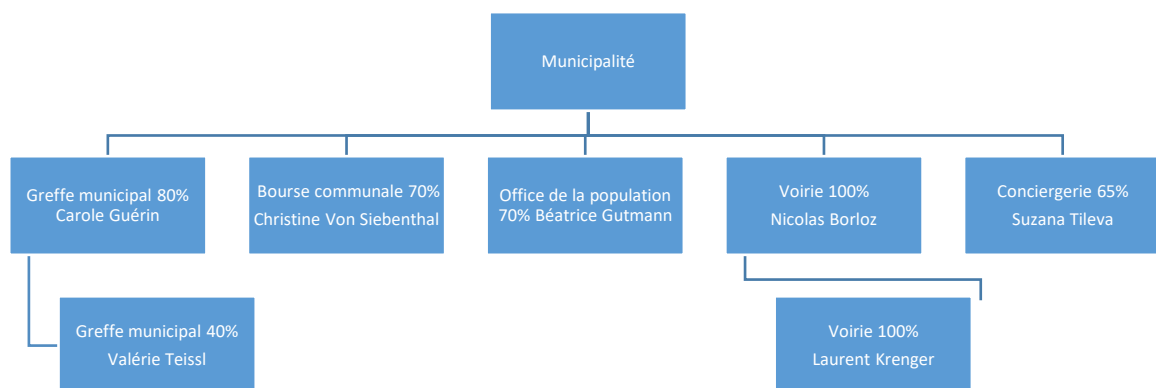 Municipalité
Greffe municipal 80%
Carole Guérin
Bourse communale 70%
Christine Von Siebenthal
Office de la population
70% Béatrice Gutmann
Voirie 100%
Nicolas Borloz
Conciergerie 65%
Suzana Tileva
Greffe municipal 40%
Valérie Teissl
Voirie 100%
Laurent Krenger